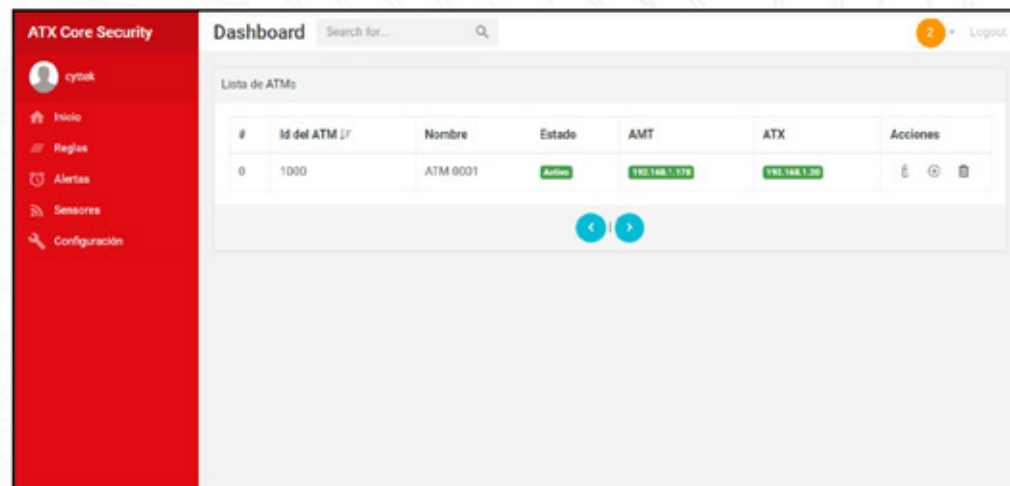 ATX Core Security
Dashboard
Search for...
2
Logout
cyttek
Inicio
Reglas
Alertas
Sensores
Configuración
Lista de ATMs
# Id del ATM Nombre Estado AMT ATX Acciones
0 1000 ATM 0001 Activo 192.168.1.178 192.168.1.20